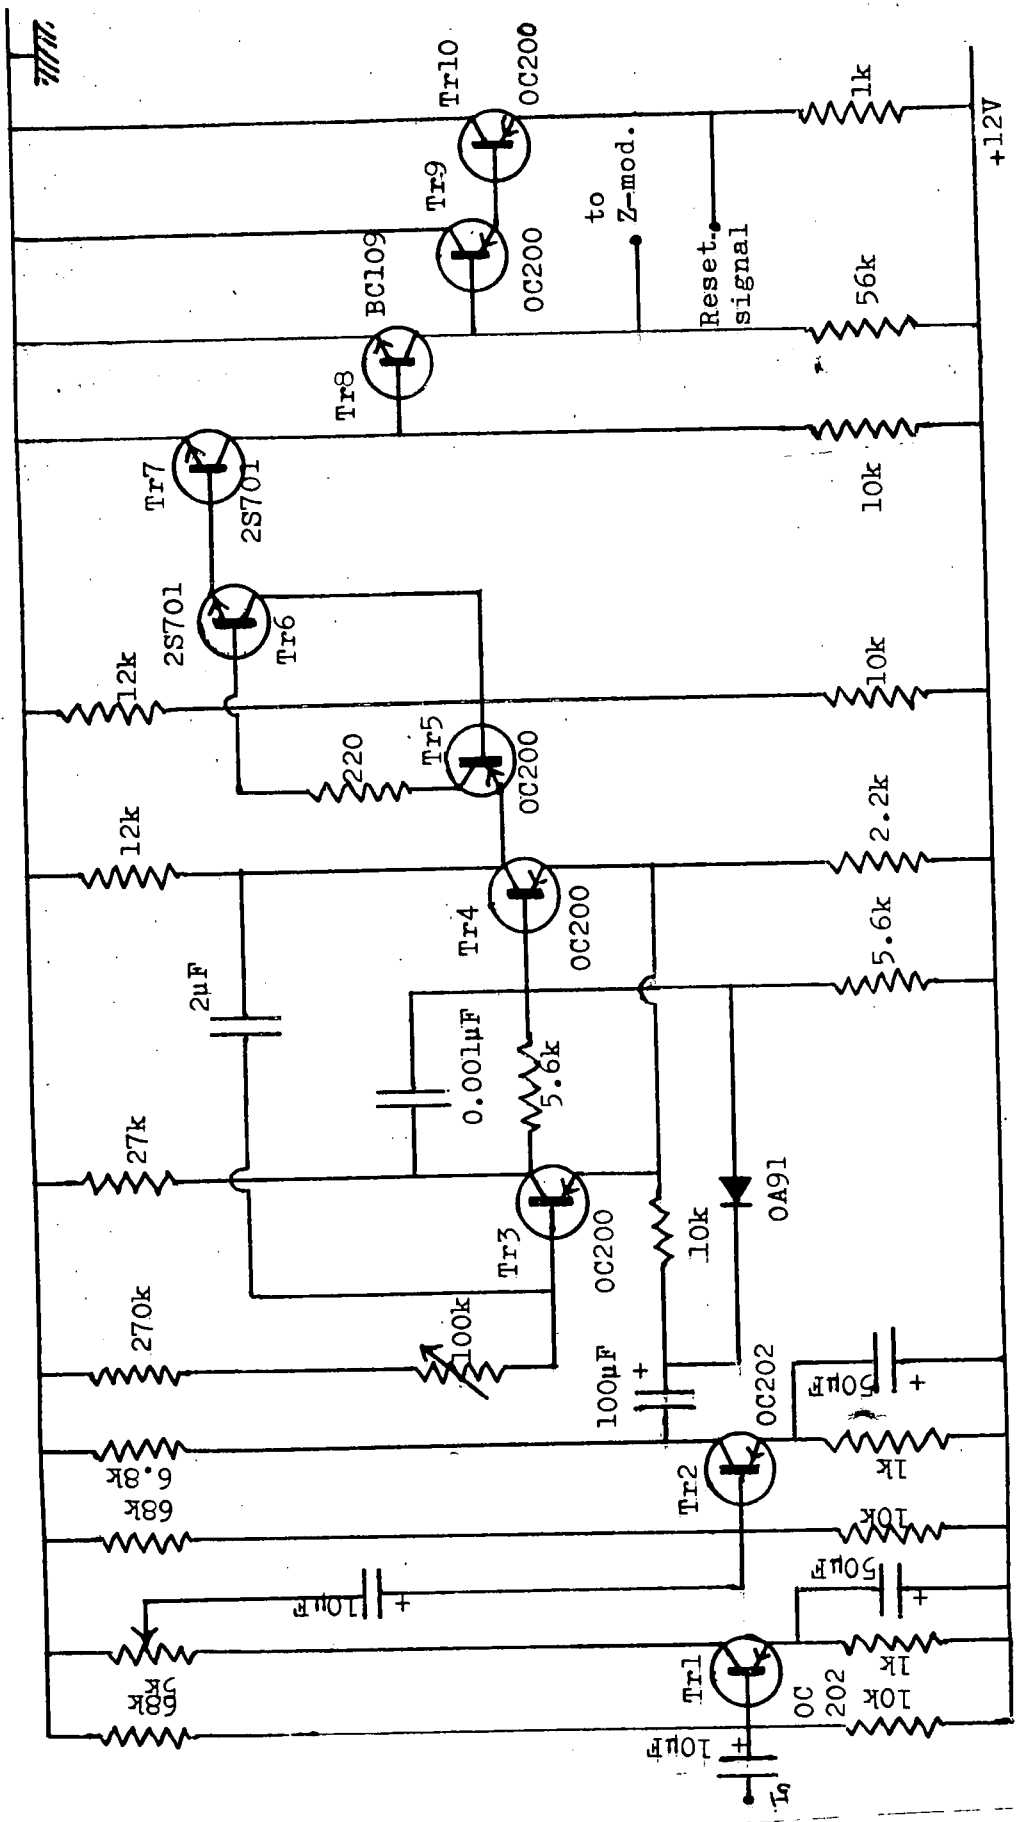 10μF
+
68k
10k
Tr1
OC
202
5k
1k
50μF
+
10μF
+
68k
10k
Tr2
OC202
6.8k
1k
50μF
+
270k
100k
100μF +
10k
OA91
Tr3
OC200
27k
0.001μF
5.6k
2μF
Tr4
OC200
12k
5.6k
2.2k
220
Tr5
OC200
12k
10k
Tr6
2S701
Tr7
2S701
10k
Tr8
BC109
56k
to
Z-mod.
Reset
signal
Tr9
OC200
Tr10
OC200
1k
+12V